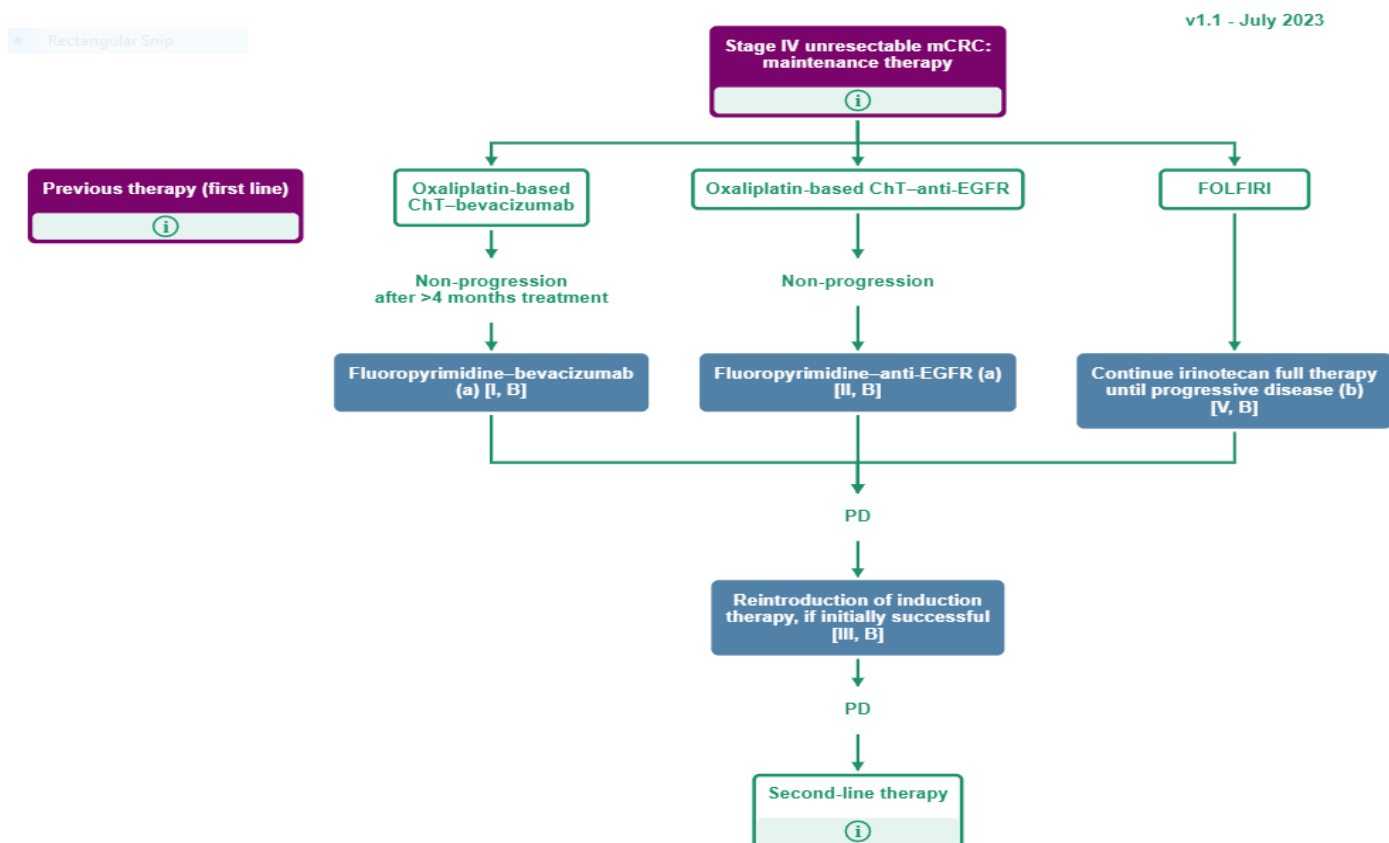 Rectangular Snip
v1.1 - July 2023
Stage IV unresectable mCRC:
maintenance therapy
i
Previous therapy (first line)
i
Oxaliplatin-based
ChT–bevacizumab
Oxaliplatin-based ChT–anti-EGFR
FOLFIRI
Non-progression
after >4 months treatment
Non-progression
Fluoropyrimidine–bevacizumab
(a) [I, B]
Fluoropyrimidine–anti-EGFR (a)
[II, B]
Continue irinotecan full therapy
until progressive disease (b)
[V, B]
PD
Reintroduction of induction
therapy, if initially successful
[III, B]
PD
Second-line therapy
i